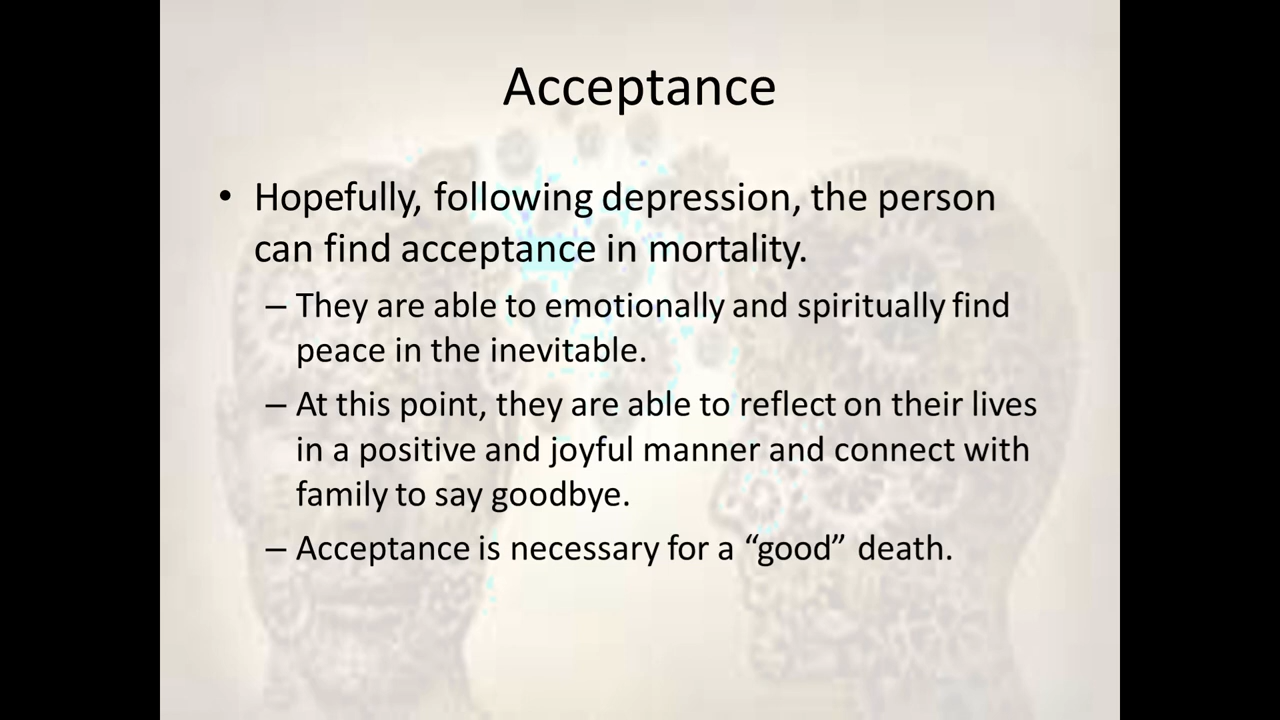 Acceptance
• Hopefully, following depression, the person
can find acceptance in mortality.
– They are able to emotionally and spiritually find
peace in the inevitable.
– At this point, they are able to reflect on their lives
in a positive and joyful manner and connect with
family to say goodbye.
– Acceptance is necessary for a “good” death.